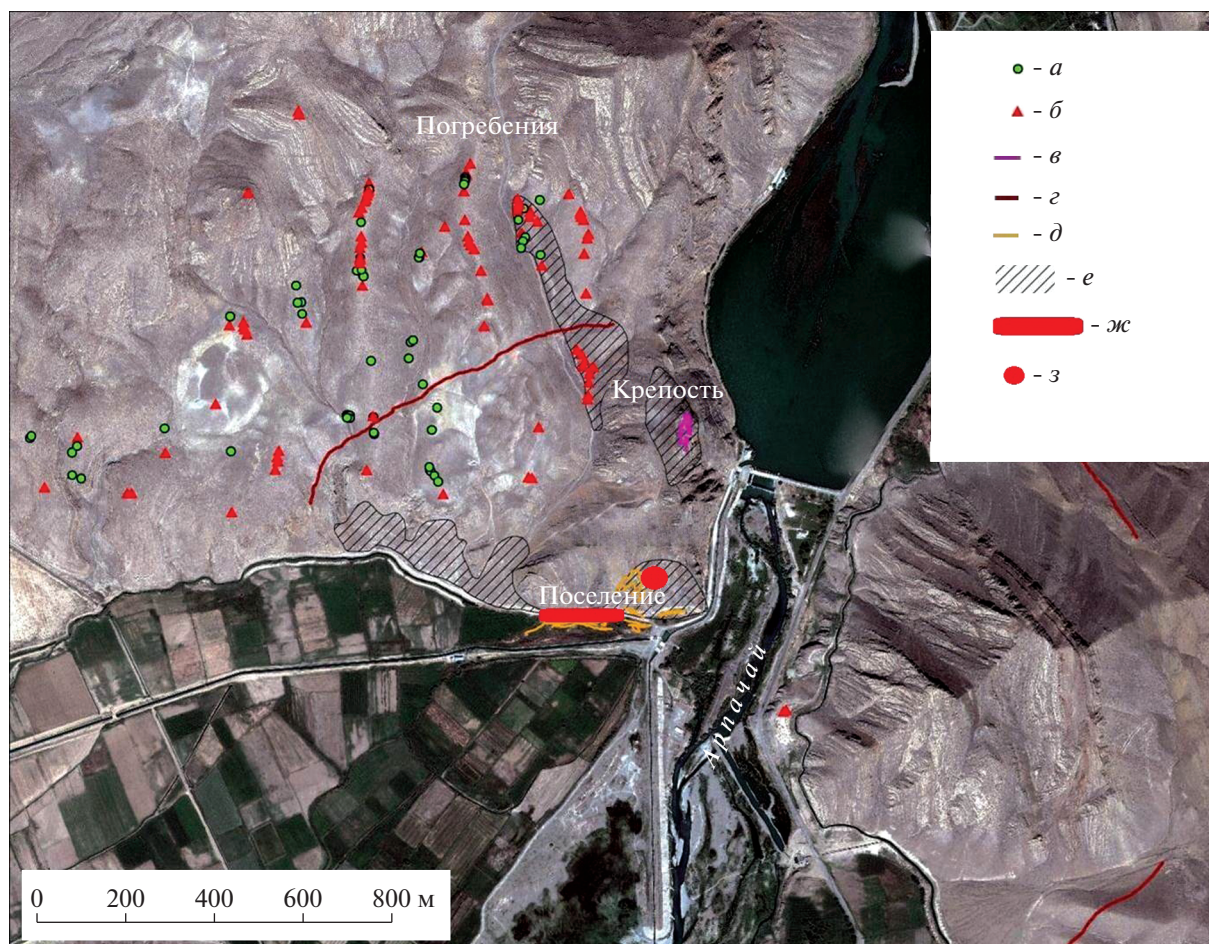 - а
- б
Погребения
- в
- г
- д
- е
- ж
- з
Крепость
Поселение
Арпачай
0 200 400 600 800 м